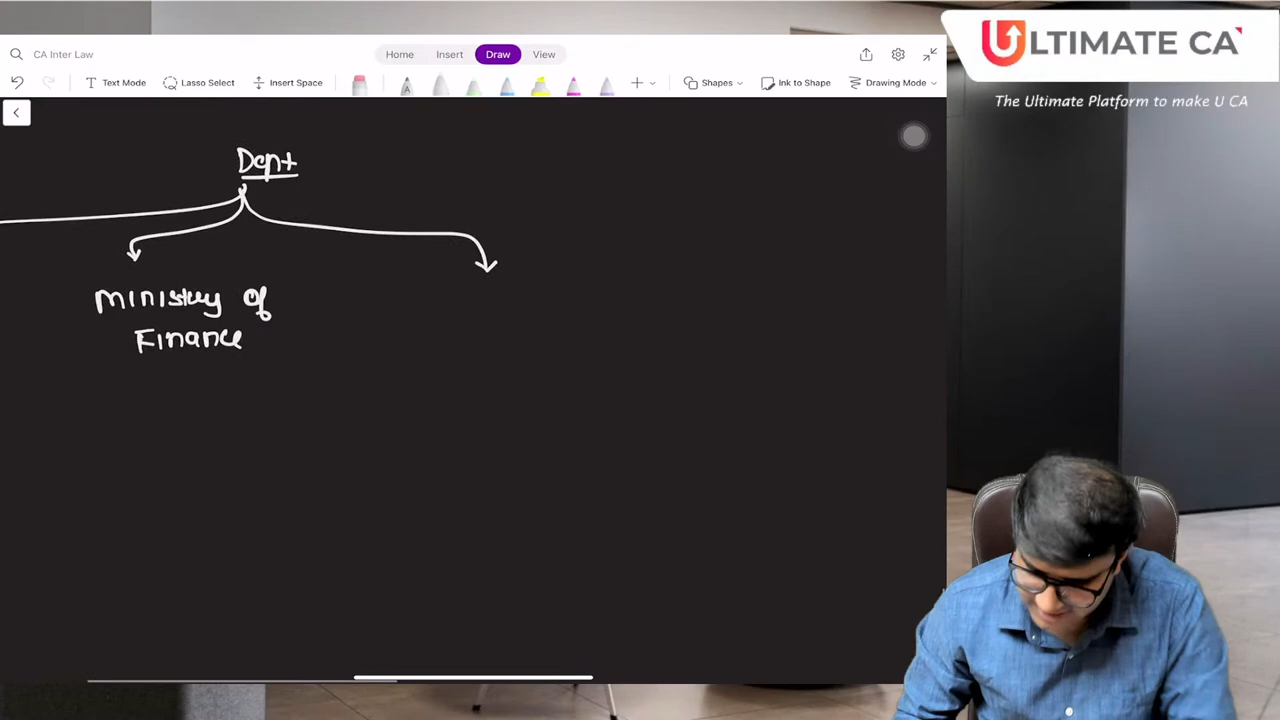 ULTIMATE CA
The Ultimate Platform to make U CA
CA Inter Law
Home Insert Draw View
Text Mode Lasso Select Insert Space Shapes Ink to Shape Drawing Mode
Dept
Ministry of
Finance